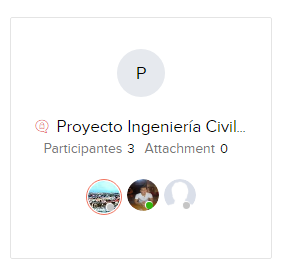 P
Proyecto Ingeniería Civil...
Participantes 3 Attachment 0